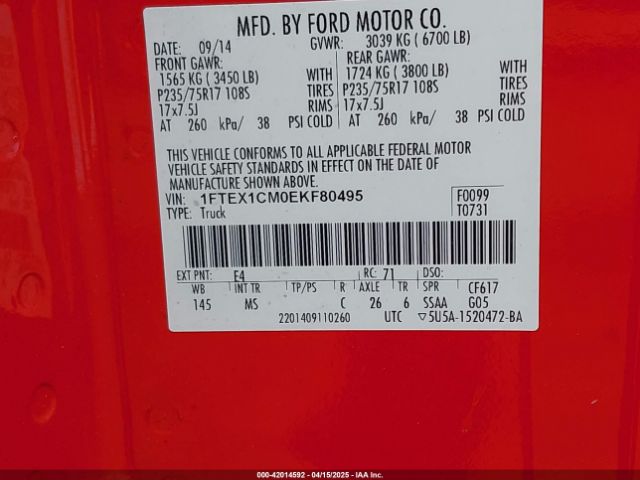 MFD. BY FORD MOTOR CO.
DATE: 09/14 GVWR: 3039 KG ( 6700 LB)
FRONT GAWR: REAR GAWR:
1565 KG ( 3450 LB) WITH 1724 KG ( 3800 LB) WITH
P235/75R17 108S TIRES P235/75R17 108S TIRES
17x7.5J RIMS 17x7.5J RIMS
AT 260 kPa/ 38 PSI COLD AT 260 kPa/ 38 PSI COLD
THIS VEHICLE CONFORMS TO ALL APPLICABLE FEDERAL MOTOR
VEHICLE SAFETY STANDARDS IN EFFECT ON THE DATE OF
MANUFACTURE SHOWN ABOVE.
VIN: 1FTEX1CM0EKF80495 F0099
TYPE: Truck T0731
EXT PNT: E4 RC: 71 DSO:
WB INT TR TP/PS R AXLE TR SPR CF617
145 MS C 26 6 SSAA G05
2201409110260 UTC ▽5U5A-1520472-BA
000-42014592 - 04/15/2025 - IAA Inc.